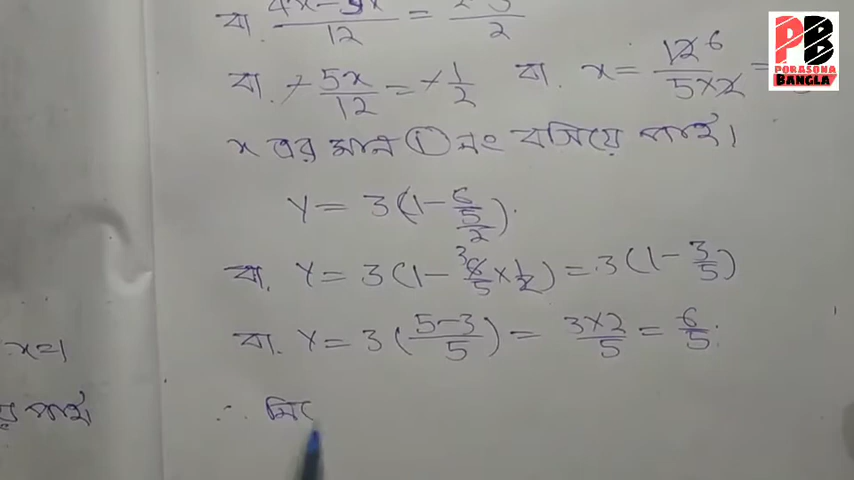 বা. 4x-9x/12 = 2-3/2
বা. -5x/12 = -1/2 বা. x = 12 6/5×2 =
x এর মান ① নং বসিয়ে পাই।
Y = 3(1 - 6/5/2)
বা. Y = 3(1 - 3 6/5 × 1/2) = 3(1 - 3/5)
বা. Y = 3(5-3/5) = 3×2/5 = 6/5
x=1
পাই
∴
PB
PORASONA
BANGLA